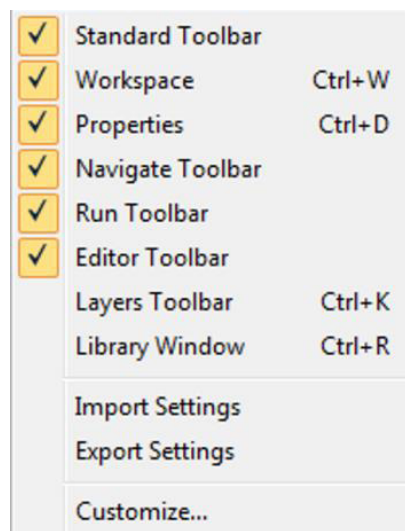 Standard Toolbar
Workspace Ctrl+W
Properties Ctrl+D
Navigate Toolbar
Run Toolbar
Editor Toolbar
Layers Toolbar Ctrl+K
Library Window Ctrl+R
Import Settings
Export Settings
Customize...